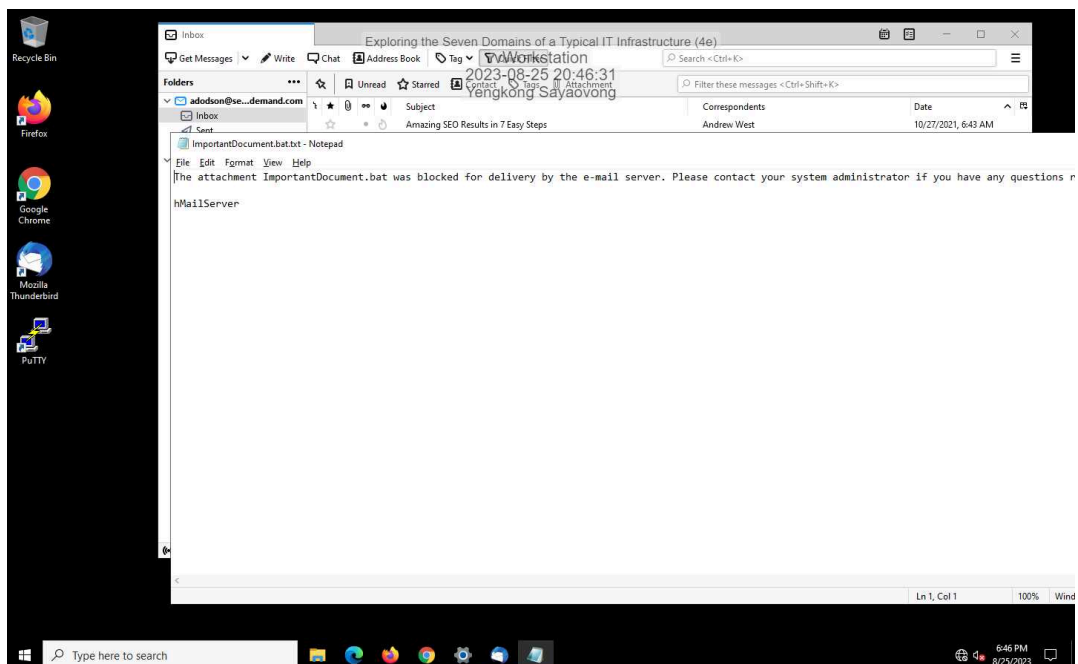 Recycle Bin
Firefox
Google
Chrome
Mozilla
Thunderbird
PuTTY
Inbox
Exploring the Seven Domains of a Typical IT Infrastructure (4e)
vWorkstation
2023-08-25 20:46:31
Yengkong Sayaovong
Get Messages Write Chat Address Book Tag Search <Ctrl+K>
Folders Unread Starred Contact Tags Attachment Filter these messages <Ctrl+Shift+K>
adodson@se...demand.com Subject Correspondents Date
Inbox Amazing SEO Results in 7 Easy Steps Andrew West 10/27/2021, 6:43 AM
Sent
ImportantDocument.bat.txt - Notepad
File Edit Format View Help
The attachment ImportantDocument.bat was blocked for delivery by the e-mail server. Please contact your system administrator if you have any questions r
hMailServer
Ln 1, Col 1 100% Wind
Type here to search
6:46 PM
8/25/2023